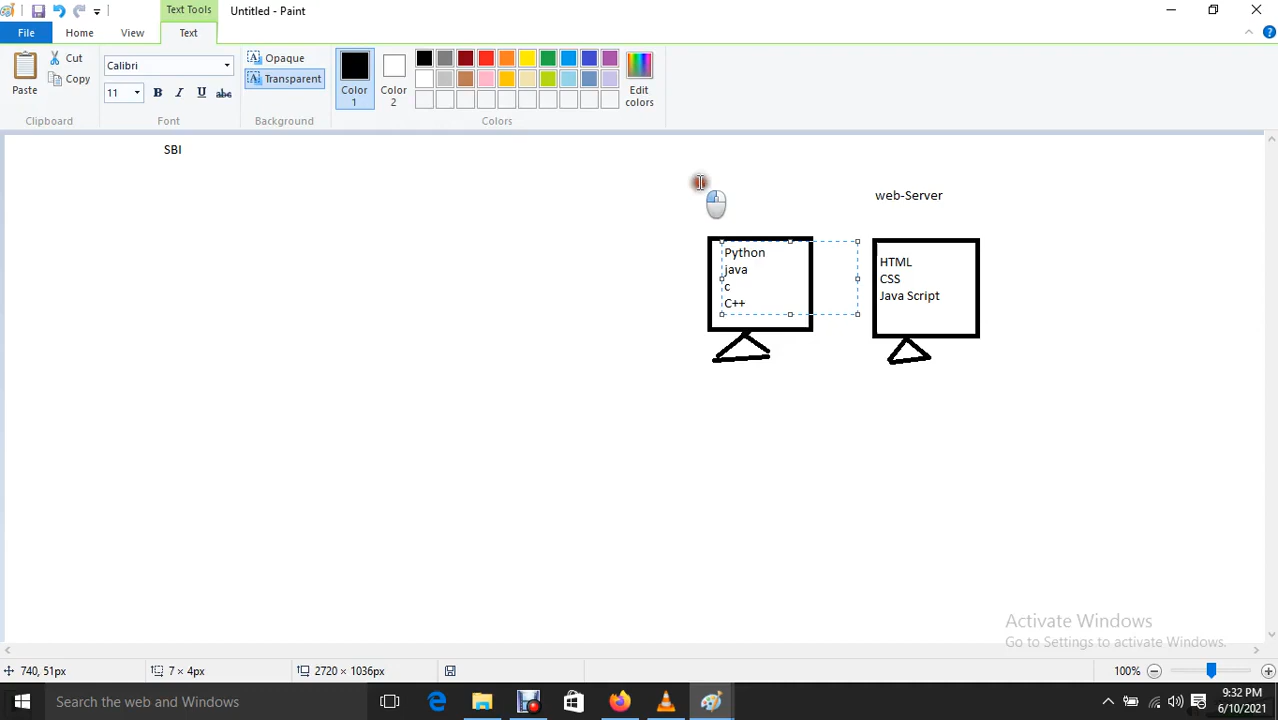 Text Tools
Untitled - Paint
File
Home
View
Text
Paste
Cut
Copy
Clipboard
Calibri
11
B I U abc
Font
Opaque
Transparent
Background
Color 1
Color 2
Edit colors
Colors
SBI
web-Server
Python
java
c
C++
HTML
CSS
Java Script
Activate Windows
Go to Settings to activate Windows.
740, 51px
7 × 4px
2720 × 1036px
100%
Search the web and Windows
9:32 PM
6/10/2021